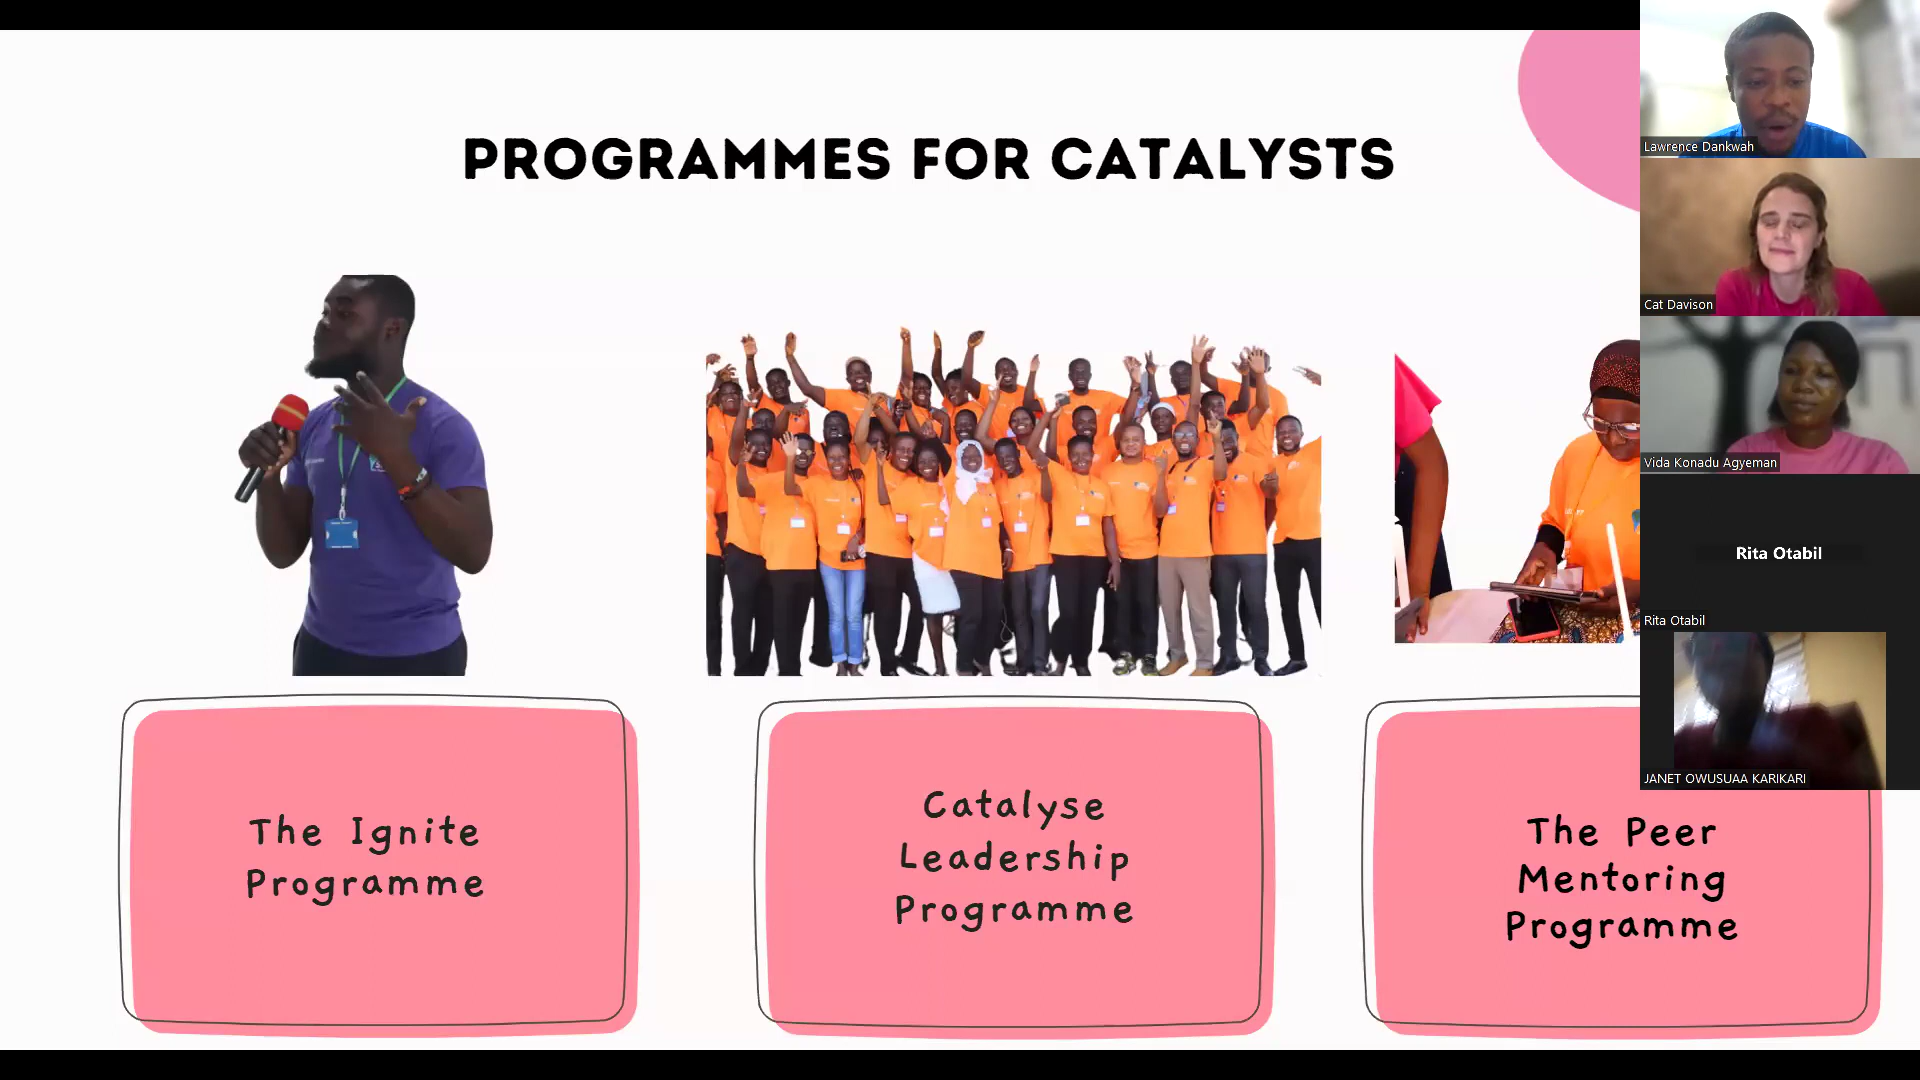 PROGRAMMES FOR CATALYSTS
The Ignite
Programme
Catalyse
Leadership
Programme
The Peer
Mentoring
Programme
Lawrence Dankwah
Cat Davison
Vida Konadu Agyeman
Rita Otabil
Rita Otabil
JANET OWUSUAA KARIKARI